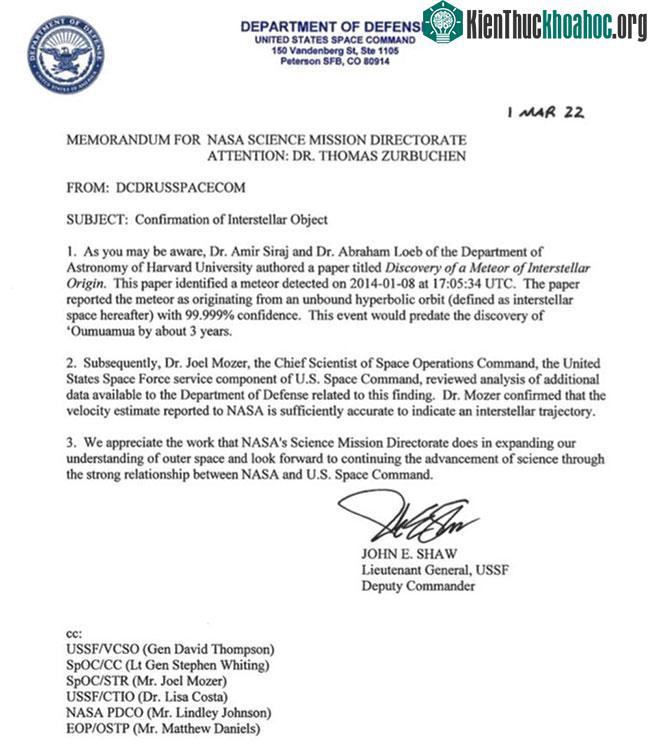 KienThuckhoahoc.org
DEPARTMENT OF DEFENS
UNITED STATES SPACE COMMAND
150 Vandenberg St, Ste 1105
Peterson SFB, CO 80914
DEPARTMENT OF DEFENSE
UNITED STATES OF AMERICA
1 MAR 22
MEMORANDUM FOR NASA SCIENCE MISSION DIRECTORATE
ATTENTION: DR. THOMAS ZURBUCHEN
FROM: DCDRUSSPACECOM
SUBJECT: Confirmation of Interstellar Object
1. As you may be aware, Dr. Amir Siraj and Dr. Abraham Loeb of the Department of
Astronomy of Harvard University authored a paper titled Discovery of a Meteor of Interstellar
Origin. This paper identified a meteor detected on 2014-01-08 at 17:05:34 UTC. The paper
reported the meteor as originating from an unbound hyperbolic orbit (defined as interstellar
space hereafter) with 99.999% confidence. This event would predate the discovery of
‘Oumuamua by about 3 years.
2. Subsequently, Dr. Joel Mozer, the Chief Scientist of Space Operations Command, the United
States Space Force service component of U.S. Space Command, reviewed analysis of additional
data available to the Department of Defense related to this finding. Dr. Mozer confirmed that the
velocity estimate reported to NASA is sufficiently accurate to indicate an interstellar trajectory.
3. We appreciate the work that NASA's Science Mission Directorate does in expanding our
understanding of outer space and look forward to continuing the advancement of science through
the strong relationship between NASA and U.S. Space Command.
JOHN E. SHAW
Lieutenant General, USSF
Deputy Commander
cc:
USSF/VCSO (Gen David Thompson)
SpOC/CC (Lt Gen Stephen Whiting)
SpOC/STR (Mr. Joel Mozer)
USSF/CTIO (Dr. Lisa Costa)
NASA PDCO (Mr. Lindley Johnson)
EOP/OSTP (Mr. Matthew Daniels)